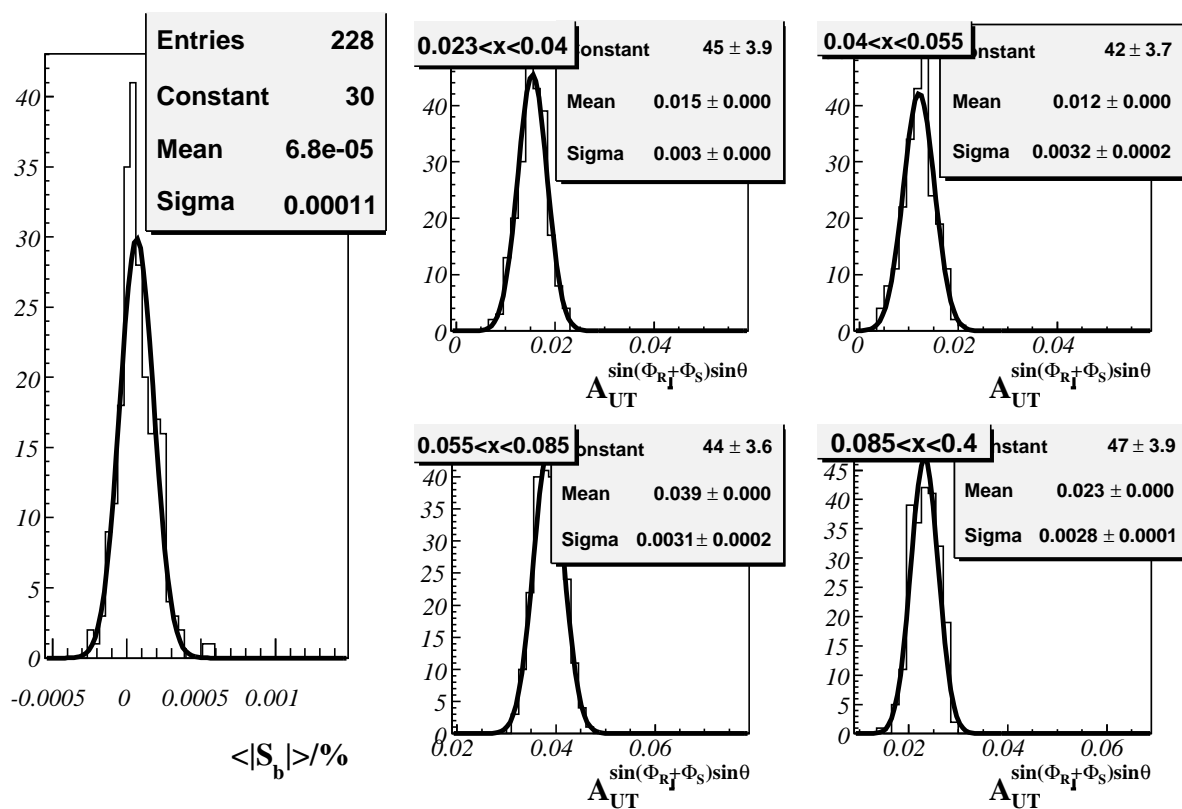 Entries 228
Constant 30
Mean 6.8e-05
Sigma 0.00011
40
35
30
25
20
15
10
5
0
-0.0005 0 0.0005 0.001
<|S_b|>/%
0.023<x<0.04
Constant 45 ± 3.9
Mean 0.015 ± 0.000
Sigma 0.003 ± 0.000
40
30
20
10
0
0 0.02 0.04
A_UT^sin(Φ_R⊥+Φ_S)sinθ
0.04<x<0.055
Constant 42 ± 3.7
Mean 0.012 ± 0.000
Sigma 0.0032 ± 0.0002
40
30
20
10
0
0 0.02 0.04
A_UT^sin(Φ_R⊥+Φ_S)sinθ
0.055<x<0.085
onstant 44 ± 3.6
Mean 0.039 ± 0.000
Sigma 0.0031 ± 0.0002
40
35
30
25
20
15
10
5
0
0.02 0.04 0.06
A_UT^sin(Φ_R⊥+Φ_S)sinθ
0.085<x<0.4
nstant 47 ± 3.9
Mean 0.023 ± 0.000
Sigma 0.0028 ± 0.0001
45
40
35
30
25
20
15
10
5
0
0.02 0.04 0.06
A_UT^sin(Φ_R⊥+Φ_S)sinθ